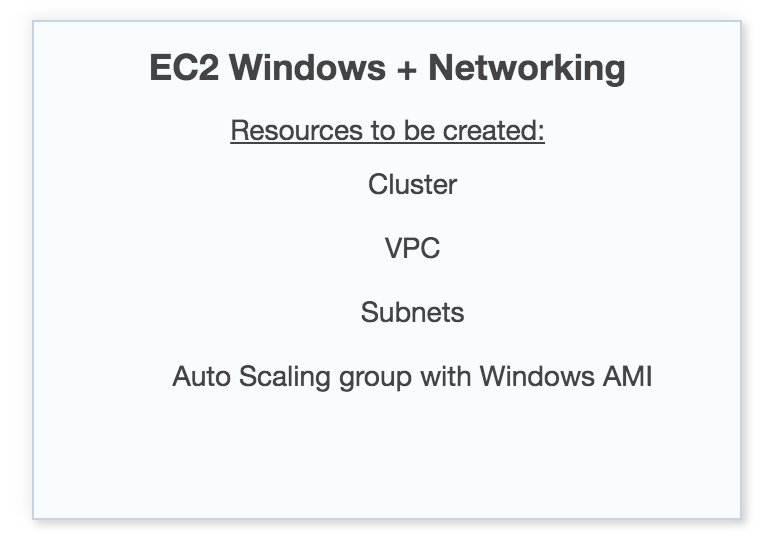 EC2 Windows + Networking
Resources to be created:
Cluster
VPC
Subnets
Auto Scaling group with Windows AMI